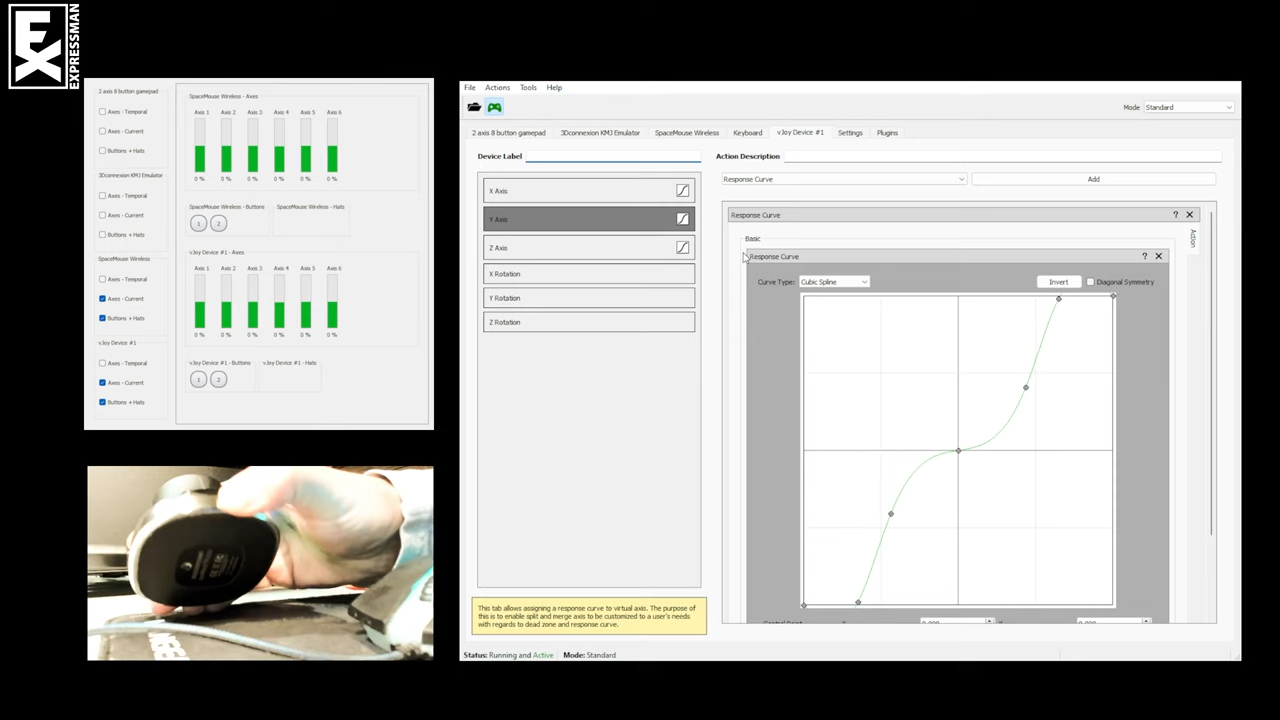 EX
EXPRESSMAN
2 axis 8 button gamepad
Axes - Temporal
Axes - Current
Buttons + Hats
3Dconnexion KMJ Emulator
Axes - Temporal
Axes - Current
Buttons + Hats
SpaceMouse Wireless
Axes - Temporal
Axes - Current
Buttons + Hats
vJoy Device #1
Axes - Temporal
Axes - Current
Buttons + Hats
SpaceMouse Wireless - Axes
Axis 1 Axis 2 Axis 3 Axis 4 Axis 5 Axis 6
0 % 0 % 0 % 0 % 0 % 0 %
SpaceMouse Wireless - Buttons SpaceMouse Wireless - Hats
1 2
vJoy Device #1 - Axes
Axis 1 Axis 2 Axis 3 Axis 4 Axis 5 Axis 6
0 % 0 % 0 % 0 % 0 % 0 %
vJoy Device #1 - Buttons vJoy Device #1 - Hats
1 2
File Actions Tools Help
Mode Standard
2 axis 8 button gamepad 3Dconnexion KMJ Emulator SpaceMouse Wireless Keyboard vJoy Device #1 Settings Plugins
Device Label
X Axis
Y Axis
Z Axis
X Rotation
Y Rotation
Z Rotation
This tab allows assigning a response curve to virtual axis. The purpose of
this is to enable split and merge axis to be customized to a user's needs
with regards to dead zone and response curve.
Action Description
Response Curve Add
Response Curve ?
Action
Basic
Response Curve ?
Curve Type: Cubic Spline Invert Diagonal Symmetry
Status: Running and Active Mode: Standard